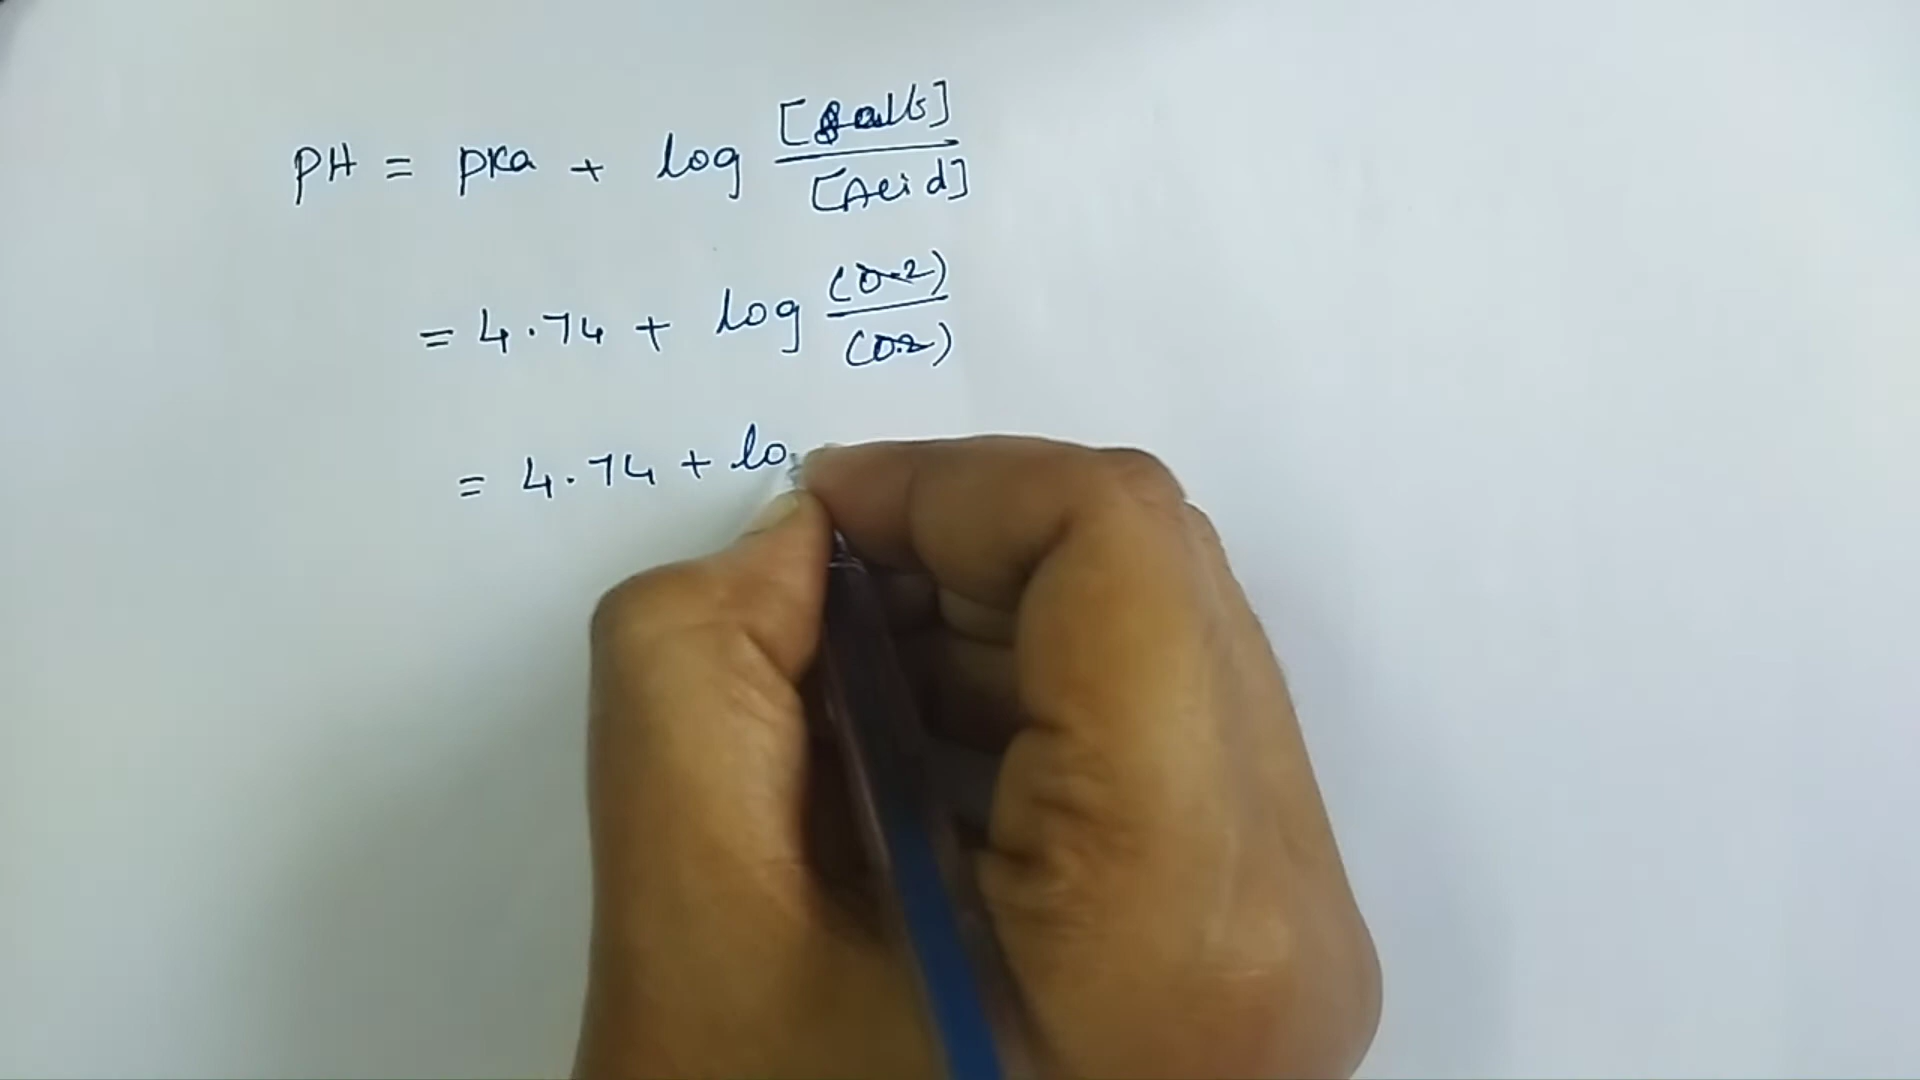 PH = pKa + log [Salt] / [Acid]
= 4.74 + log (0.2) / (0.2)
= 4.74 + lo